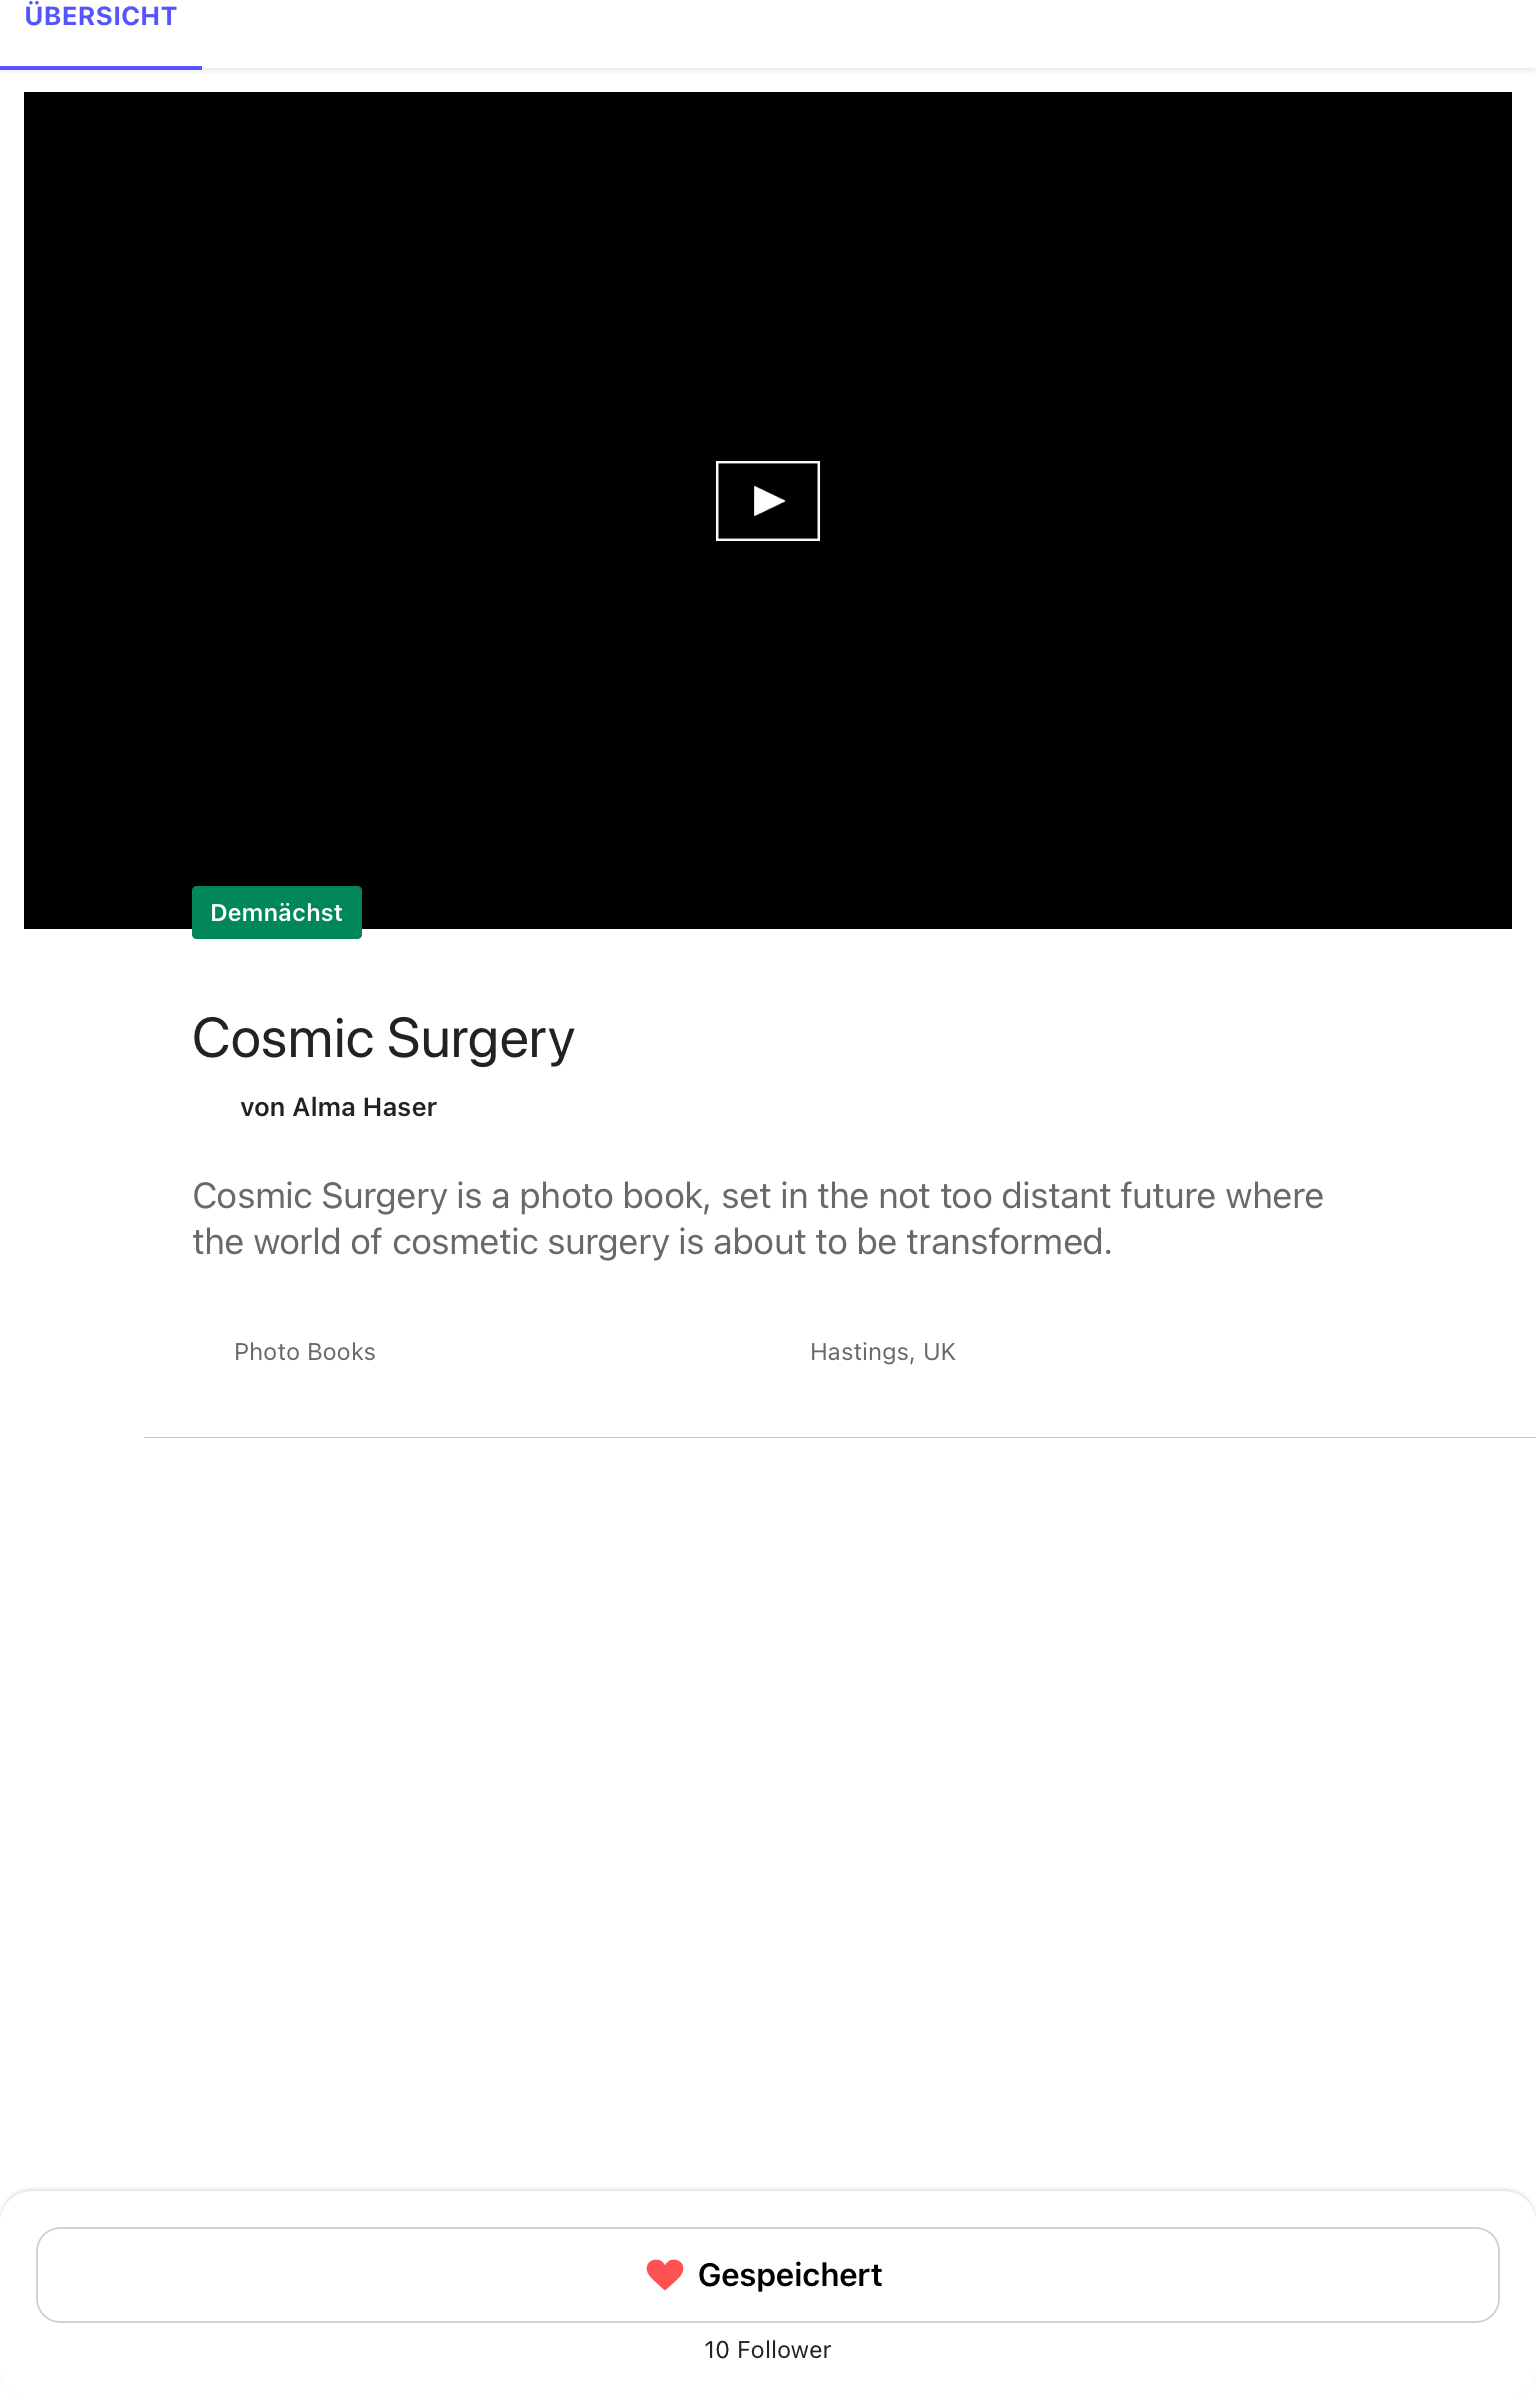 ÜBERSICHT
Demnächst
Cosmic Surgery
von Alma Haser
Cosmic Surgery is a photo book, set in the not too distant future where
the world of cosmetic surgery is about to be transformed.
Photo Books
Hastings, UK
Gespeichert
10 Follower